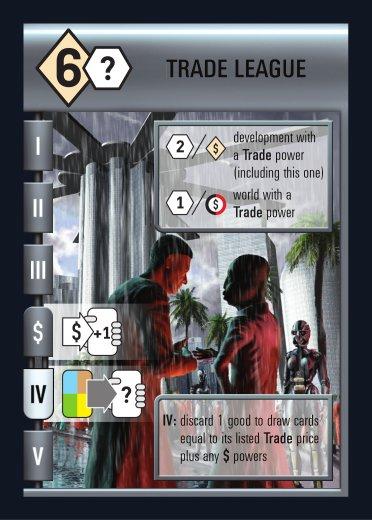 6 ? TRADE LEAGUE
I
II
III
$
IV
V
2 / $ development with
a Trade power
(including this one)
1 / $ world with a
Trade power
$ +1
?
IV: discard 1 good to draw cards
equal to its listed Trade price
plus any $ powers